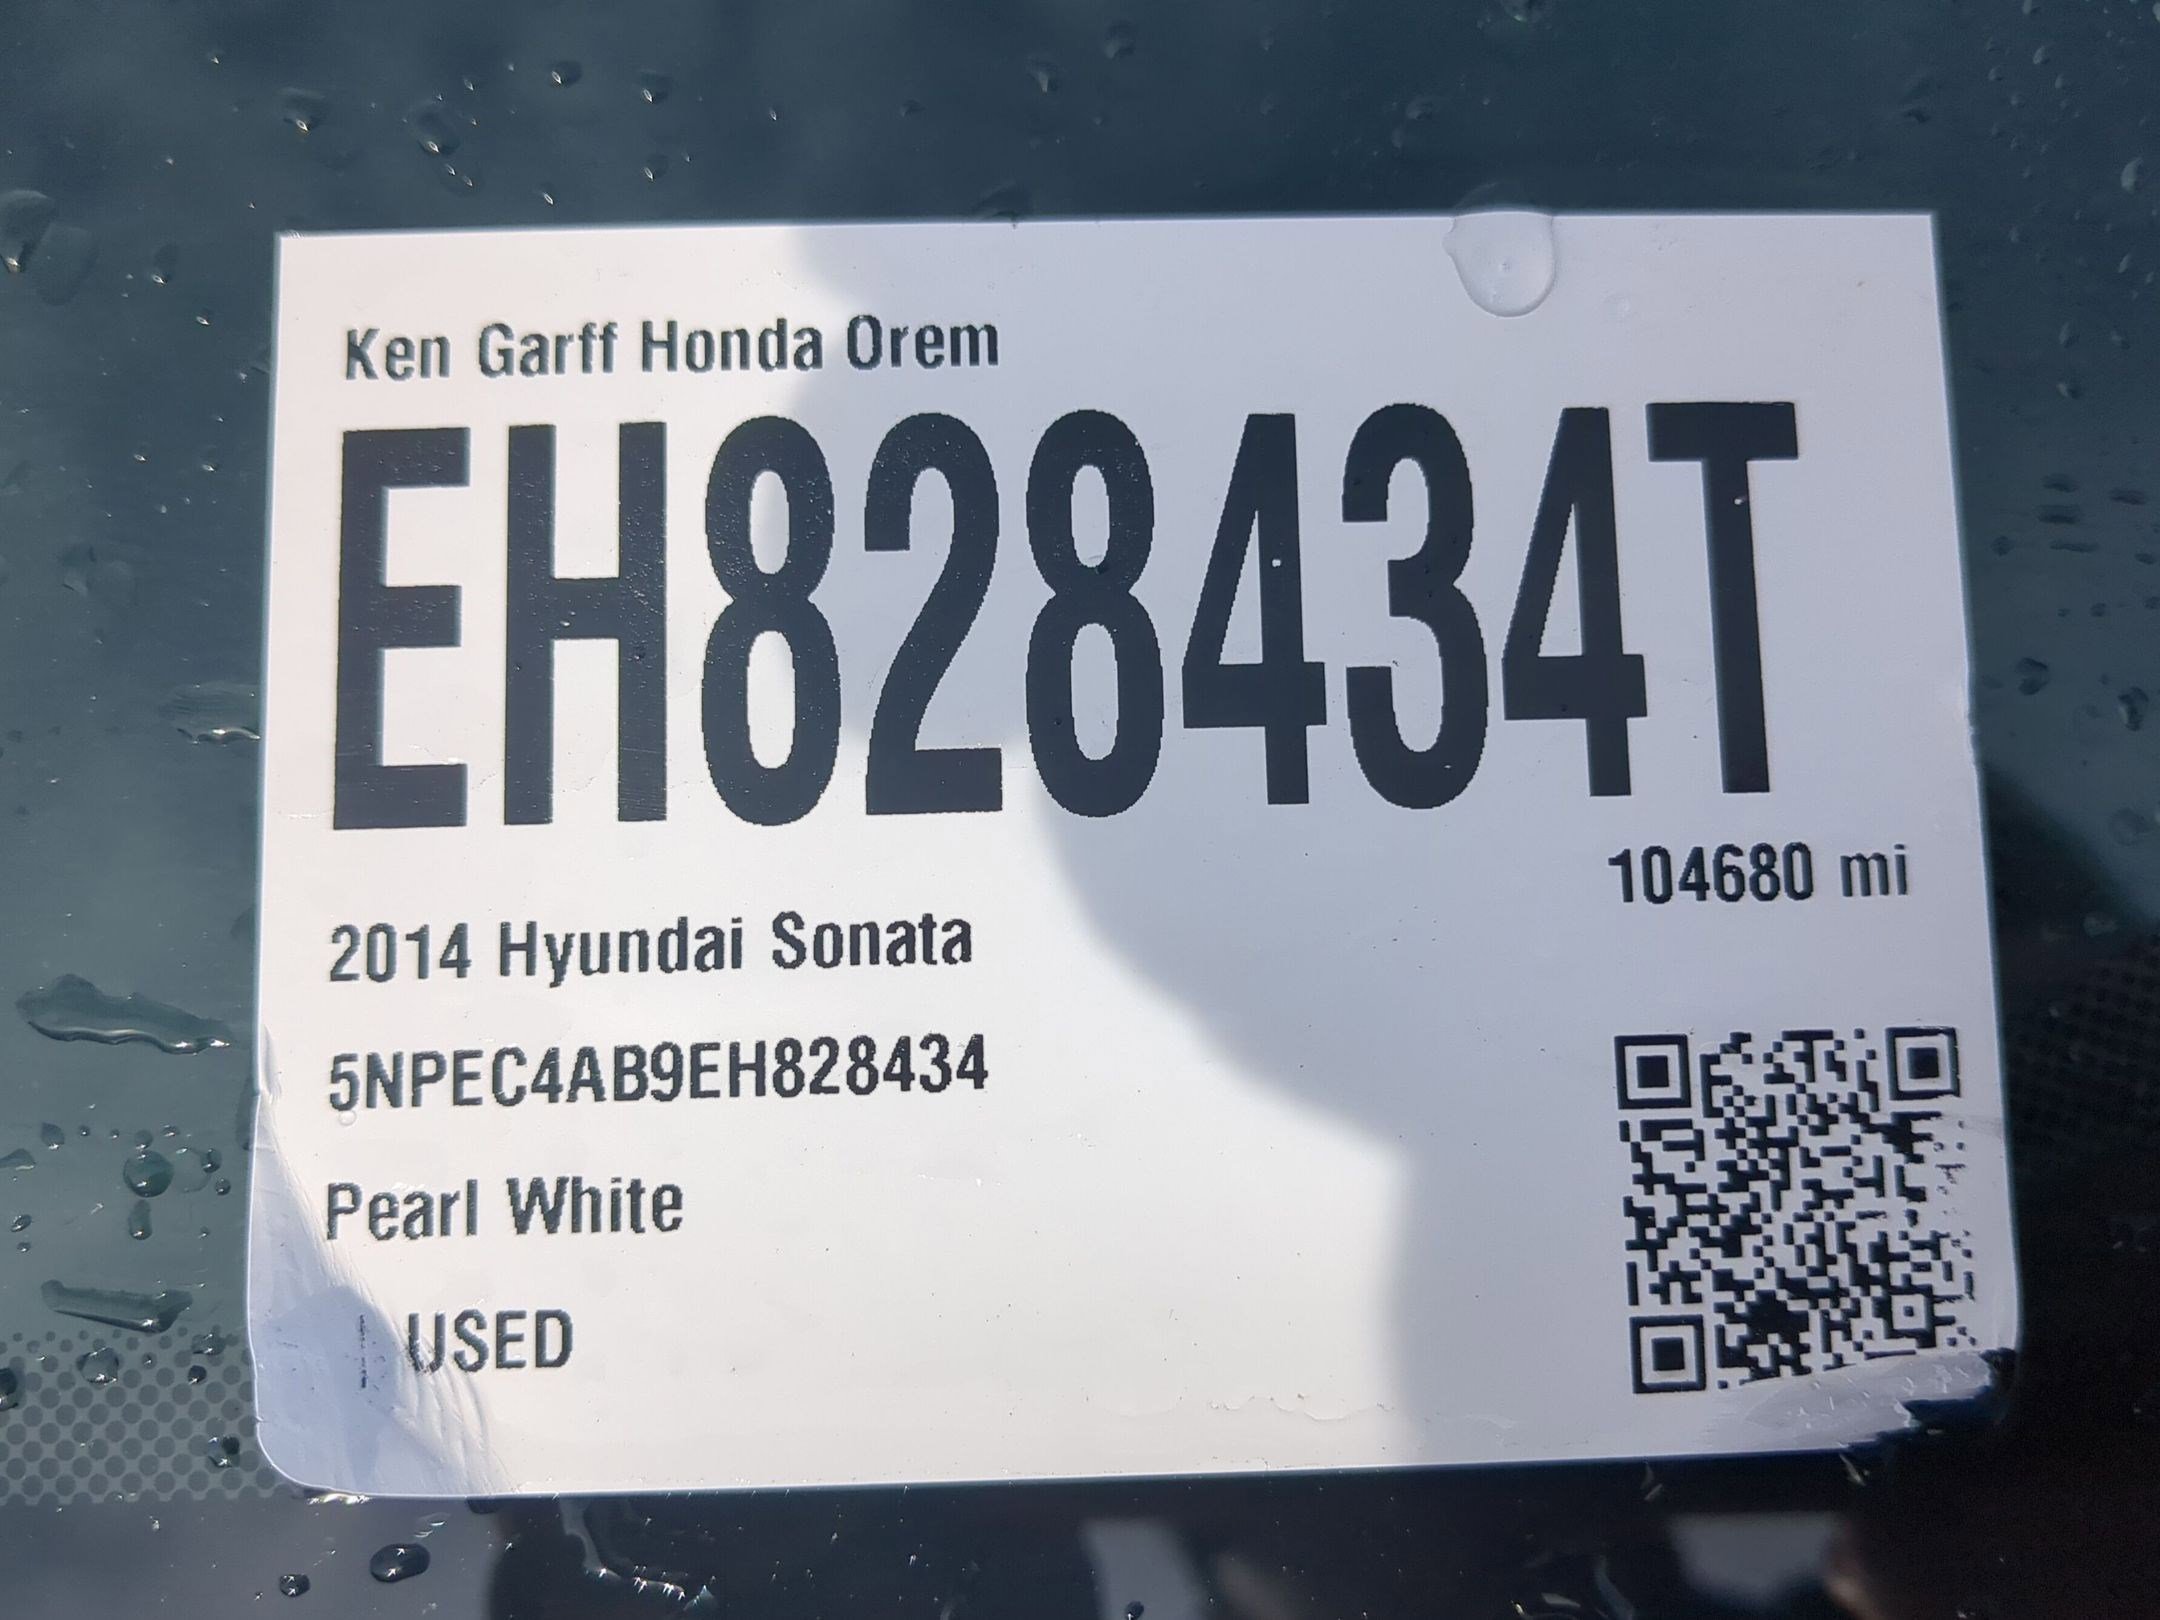 Ken Garff Honda Orem
EH828434T
104680 mi
2014 Hyundai Sonata
5NPEC4AB9EH828434
Pearl White
USED